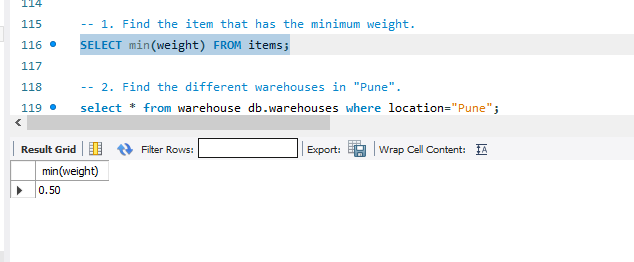 114
115 -- 1. Find the item that has the minimum weight.
116 SELECT min(weight) FROM items;
117
118 -- 2. Find the different warehouses in "Pune".
119 select * from warehouse db.warehouses where location="Pune";
Result Grid Filter Rows: Export: Wrap Cell Content: IA
min(weight)
0.50